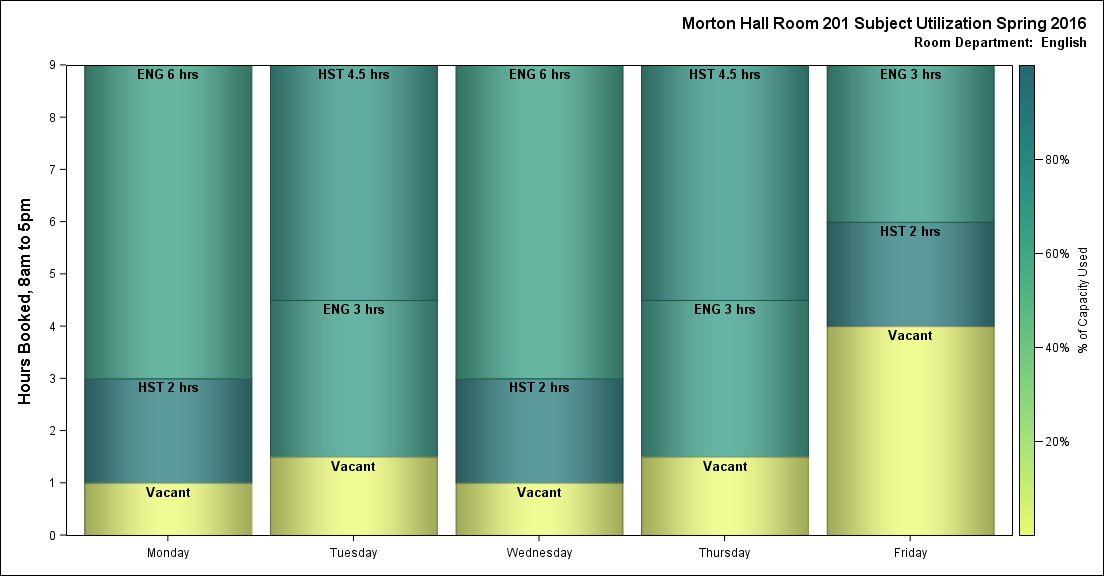 Morton Hall Room 201 Subject Utilization Spring 2016
Room Department: English
Hours Booked, 8am to 5pm
9
8
7
6
5
4
3
2
1
0
ENG 6 hrs
HST 2 hrs
Vacant
HST 4.5 hrs
ENG 3 hrs
Vacant
ENG 6 hrs
HST 2 hrs
Vacant
HST 4.5 hrs
ENG 3 hrs
Vacant
ENG 3 hrs
HST 2 hrs
Vacant
Monday
Tuesday
Wednesday
Thursday
Friday
80%
60%
40%
20%
% of Capacity Used